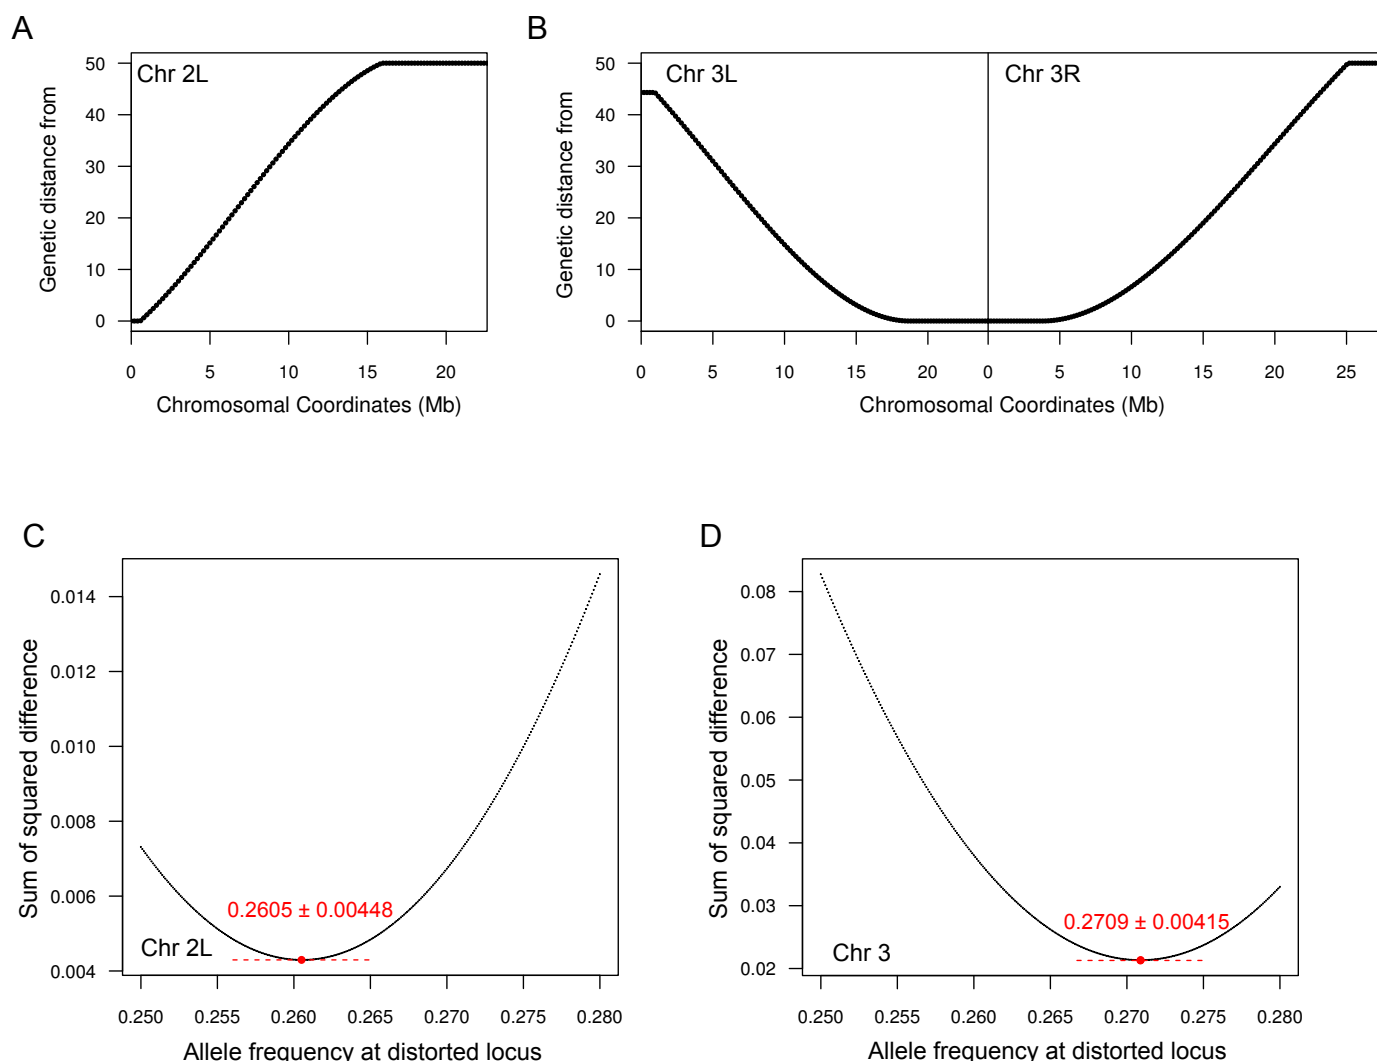 A
Chr 2L
Genetic distance from
50
40
30
20
10
0
0 5 10 15 20
Chromosomal Coordinates (Mb)
B
Chr 3L
Chr 3R
Genetic distance from
50
40
30
20
10
0
0 5 10 15 20 0 5 10 15 20 25
Chromosomal Coordinates (Mb)
C
Sum of squared difference
0.014
0.012
0.010
0.008
0.006
0.004
0.2605 ± 0.00448
Chr 2L
0.250 0.255 0.260 0.265 0.270 0.275 0.280
Allele frequency at distorted locus
D
Sum of squared difference
0.08
0.07
0.06
0.05
0.04
0.03
0.02
0.2709 ± 0.00415
Chr 3
0.250 0.255 0.260 0.265 0.270 0.275 0.280
Allele frequency at distorted locus